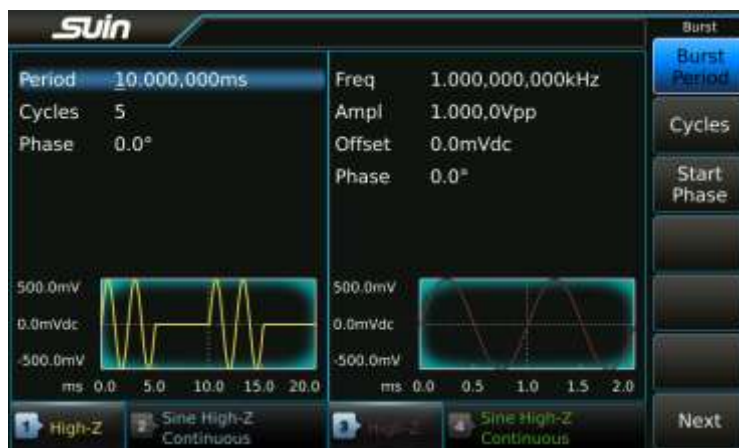 Suin
Burst
Burst Period
Period 10.000,000ms
Cycles 5
Phase 0.0°
Freq 1.000,000,000kHz
Ampl 1.000,0Vpp
Offset 0.0mVdc
Phase 0.0°
Cycles
Start
Phase
500.0mV
0.0mVdc
-500.0mV
ms 0.0 5.0 10.0 15.0 20.0
500.0mV
0.0mVdc
-500.0mV
ms 0.0 0.5 1.0 1.5 2.0
1 High-Z
2 Sine High-Z
Continuous
3 High-Z
4 Sine High-Z
Continuous
Next